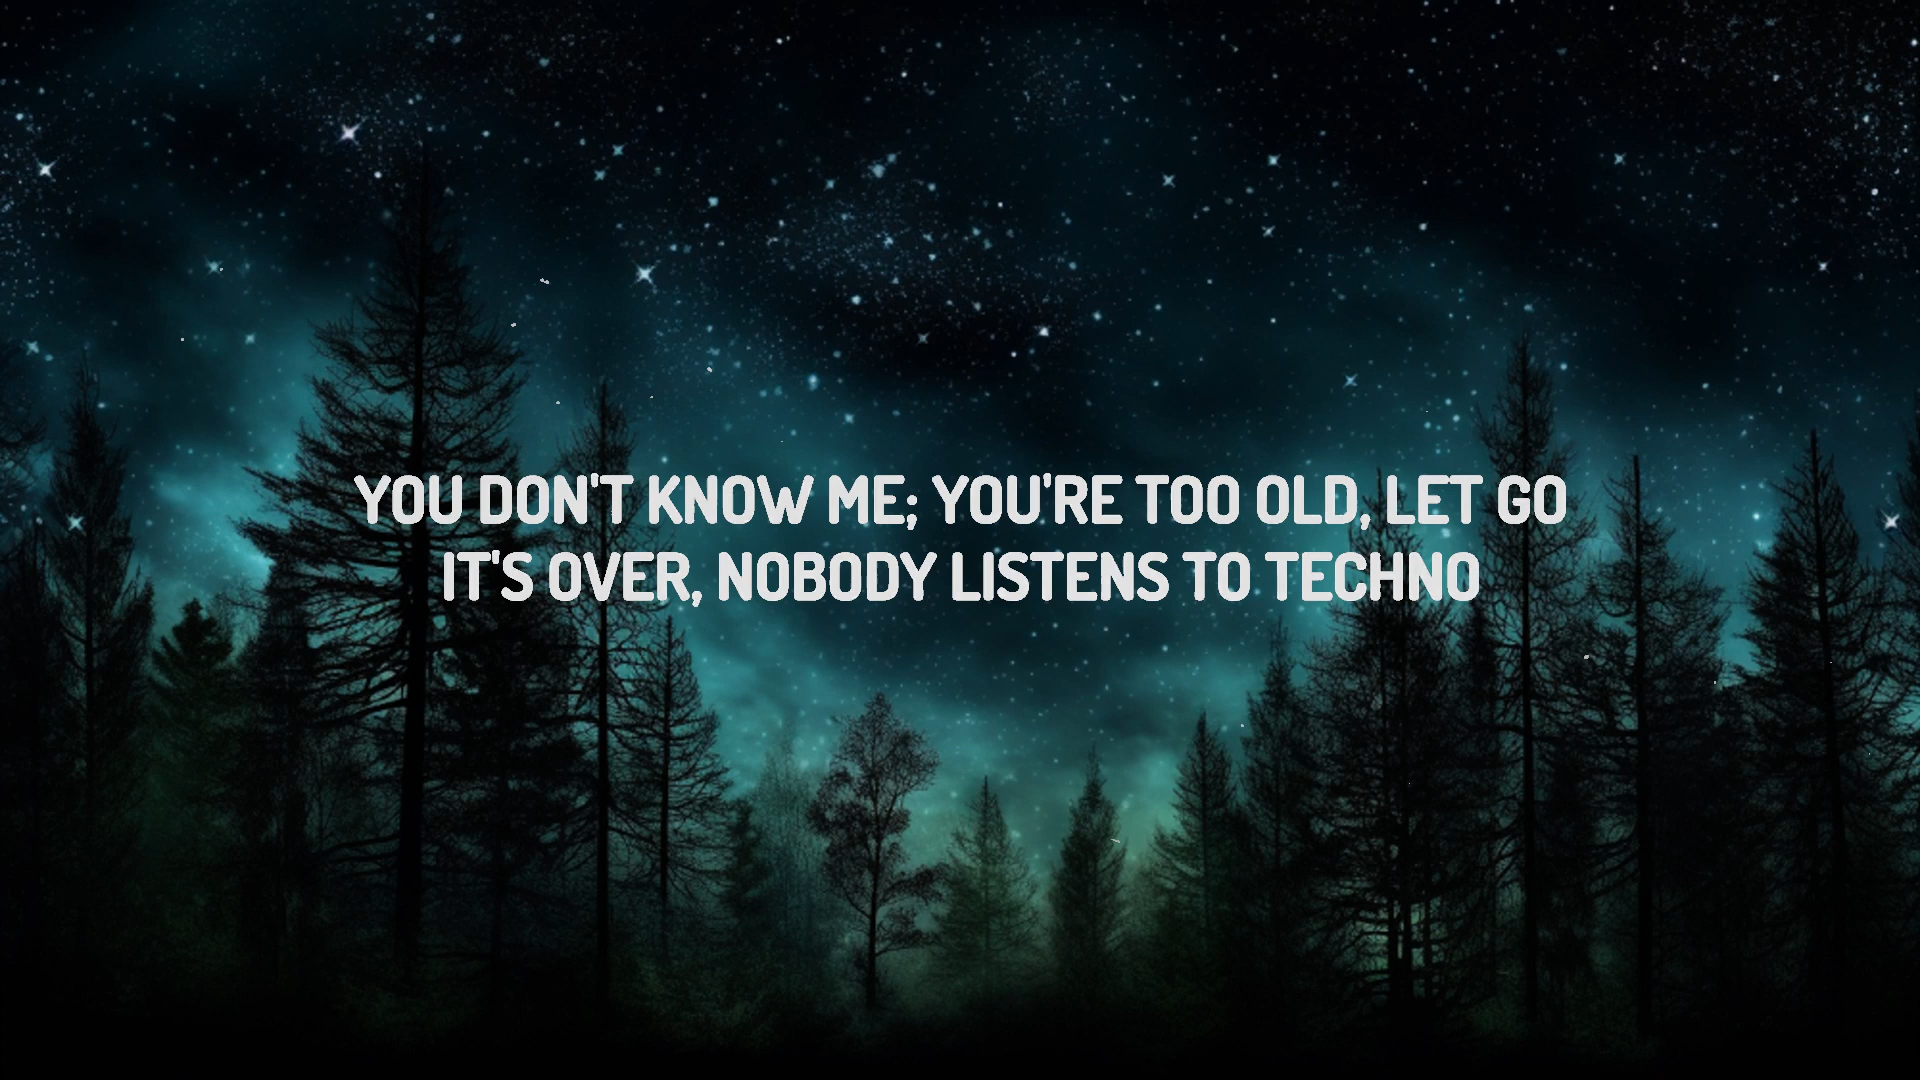 YOU DON'T KNOW ME; YOU'RE TOO OLD, LET GO
IT'S OVER, NOBODY LISTENS TO TECHNO